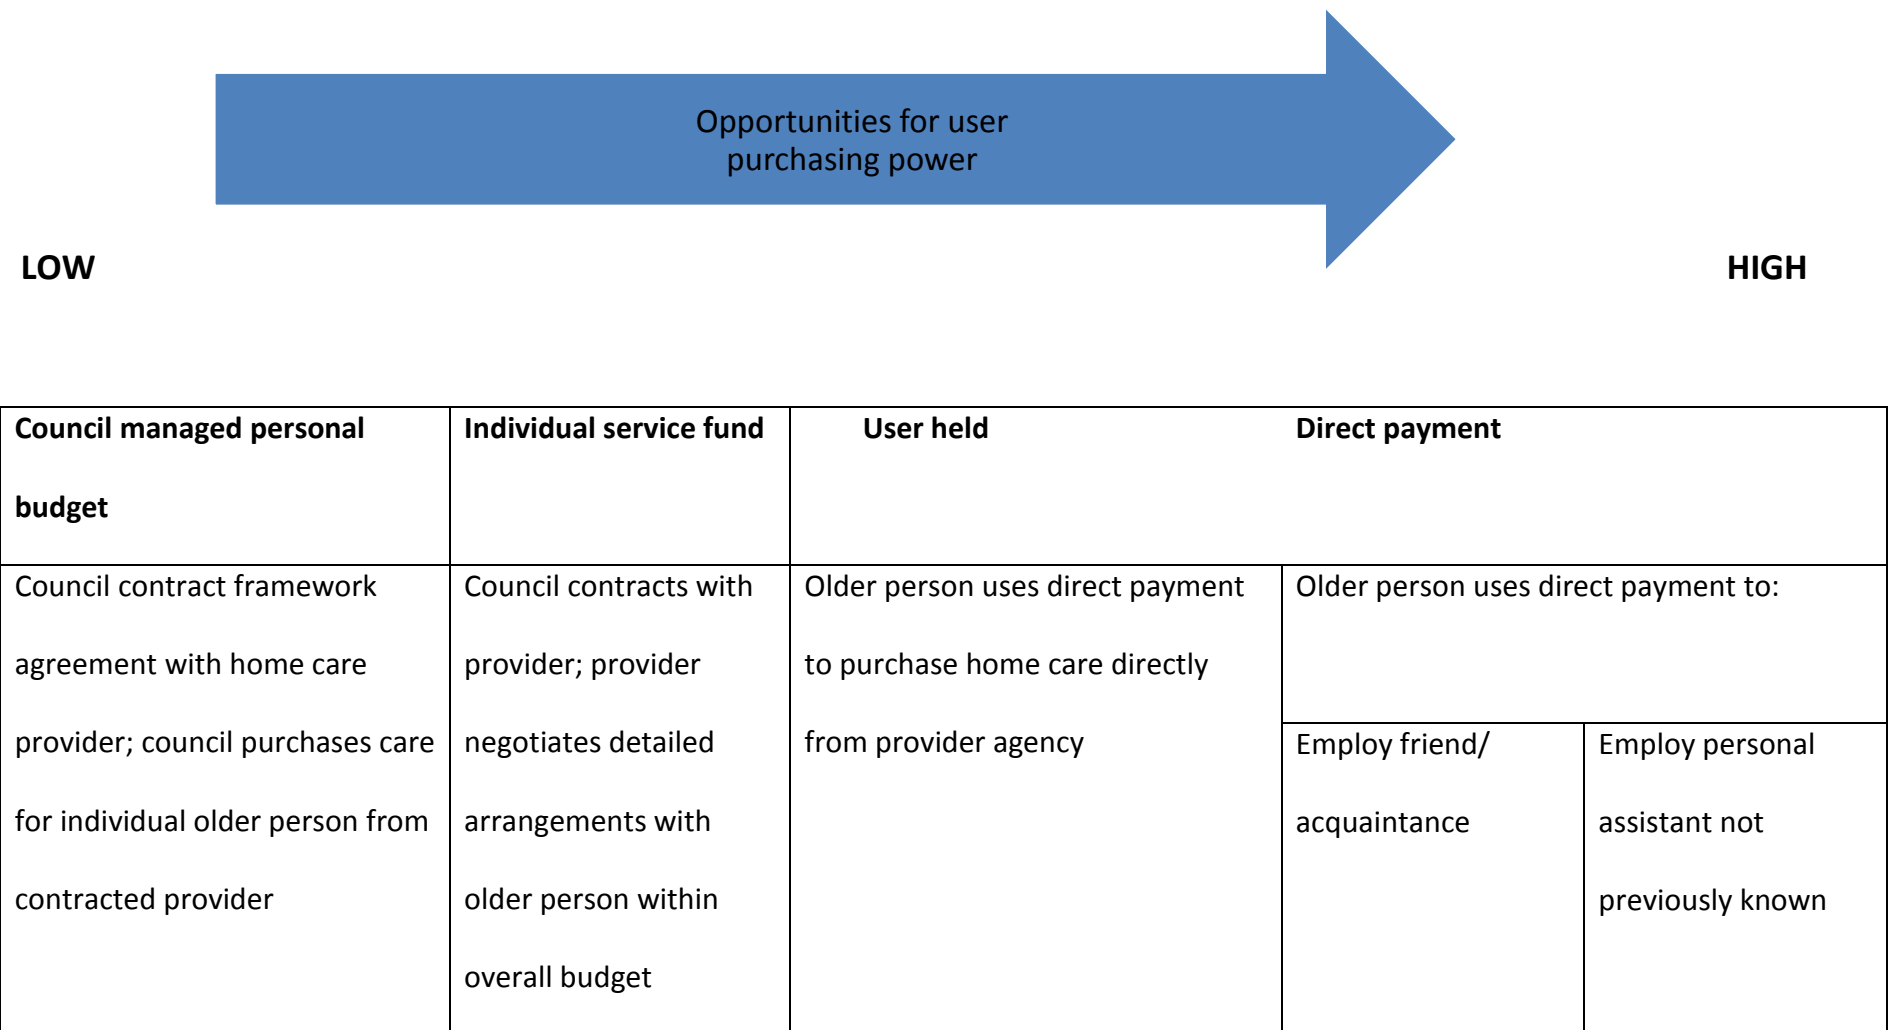 Opportunities for user
purchasing power
LOW
HIGH
Council managed personal
budget
Individual service fund
User held
Direct payment
Council contract framework
agreement with home care
provider; council purchases care
for individual older person from
contracted provider
Council contracts with
provider; provider
negotiates detailed
arrangements with
older person within
overall budget
Older person uses direct payment
to purchase home care directly
from provider agency
Older person uses direct payment to:
Employ friend/
acquaintance
Employ personal
assistant not
previously known